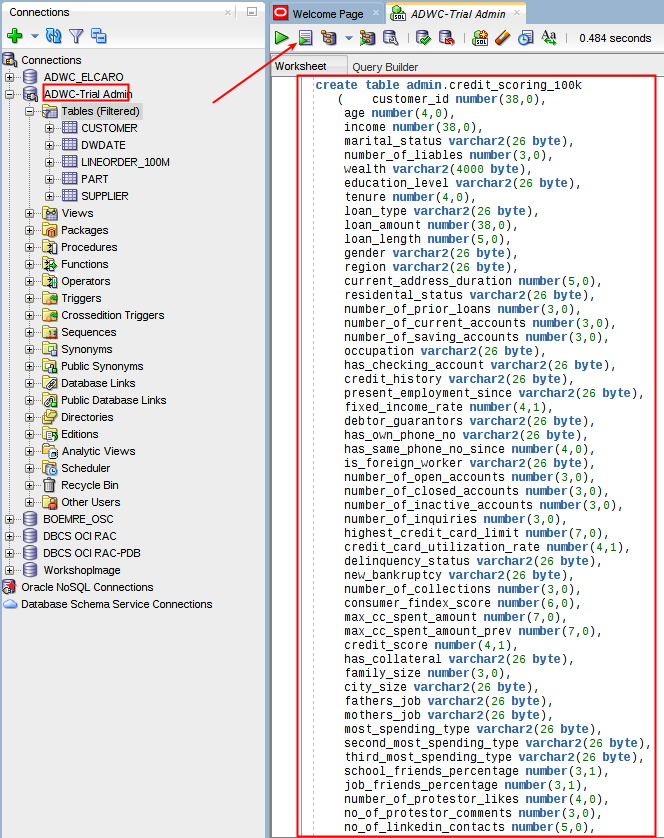 Connections
Connections
ADWC_ELCARO
ADWC-Trial Admin
Tables (Filtered)
CUSTOMER
DWDATE
LINEORDER_100M
PART
SUPPLIER
Views
Packages
Procedures
Functions
Operators
Triggers
Crossedition Triggers
Sequences
Synonyms
Public Synonyms
Database Links
Public Database Links
Directories
Editions
Analytic Views
Scheduler
Recycle Bin
Other Users
BOEMRE_OSC
DBCS OCI RAC
DBCS OCI RAC-PDB
WorkshopImage
Oracle NoSQL Connections
Database Schema Service Connections
Welcome Page
ADWC-Trial Admin
0.484 seconds
Worksheet
Query Builder
create table admin.credit_scoring_100k
( customer_id number(38,0),
age number(4,0),
income number(38,0),
marital_status varchar2(26 byte),
number_of_liables number(3,0),
wealth varchar2(4000 byte),
education_level varchar2(26 byte),
tenure number(4,0),
loan_type varchar2(26 byte),
loan_amount number(38,0),
loan_length number(5,0),
gender varchar2(26 byte),
region varchar2(26 byte),
current_address_duration number(5,0),
residental_status varchar2(26 byte),
number_of_prior_loans number(3,0),
number_of_current_accounts number(3,0),
number_of_saving_accounts number(3,0),
occupation varchar2(26 byte),
has_checking_account varchar2(26 byte),
credit_history varchar2(26 byte),
present_employment_since varchar2(26 byte),
fixed_income_rate number(4,1),
debtor_guarantors varchar2(26 byte),
has_own_phone_no varchar2(26 byte),
has_same_phone_no_since number(4,0),
is_foreign_worker varchar2(26 byte),
number_of_open_accounts number(3,0),
number_of_closed_accounts number(3,0),
number_of_inactive_accounts number(3,0),
number_of_inquiries number(3,0),
highest_credit_card_limit number(7,0),
credit_card_utilization_rate number(4,1),
delinquency_status varchar2(26 byte),
new_bankruptcy varchar2(26 byte),
number_of_collections number(3,0),
consumer_findex_score number(6,0),
max_cc_spent_amount number(7,0),
max_cc_spent_amount_prev number(7,0),
credit_score number(4,1),
has_collateral varchar2(26 byte),
family_size number(3,0),
city_size varchar2(26 byte),
fathers_job varchar2(26 byte),
mothers_job varchar2(26 byte),
most_spending_type varchar2(26 byte),
second_most_spending_type varchar2(26 byte),
third_most_spending_type varchar2(26 byte),
school_friends_percentage number(3,1),
job_friends_percentage number(3,1),
number_of_protestor_likes number(4,0),
no_of_protestor_comments number(3,0),
no_of_linkedin_contacts number(5,0),